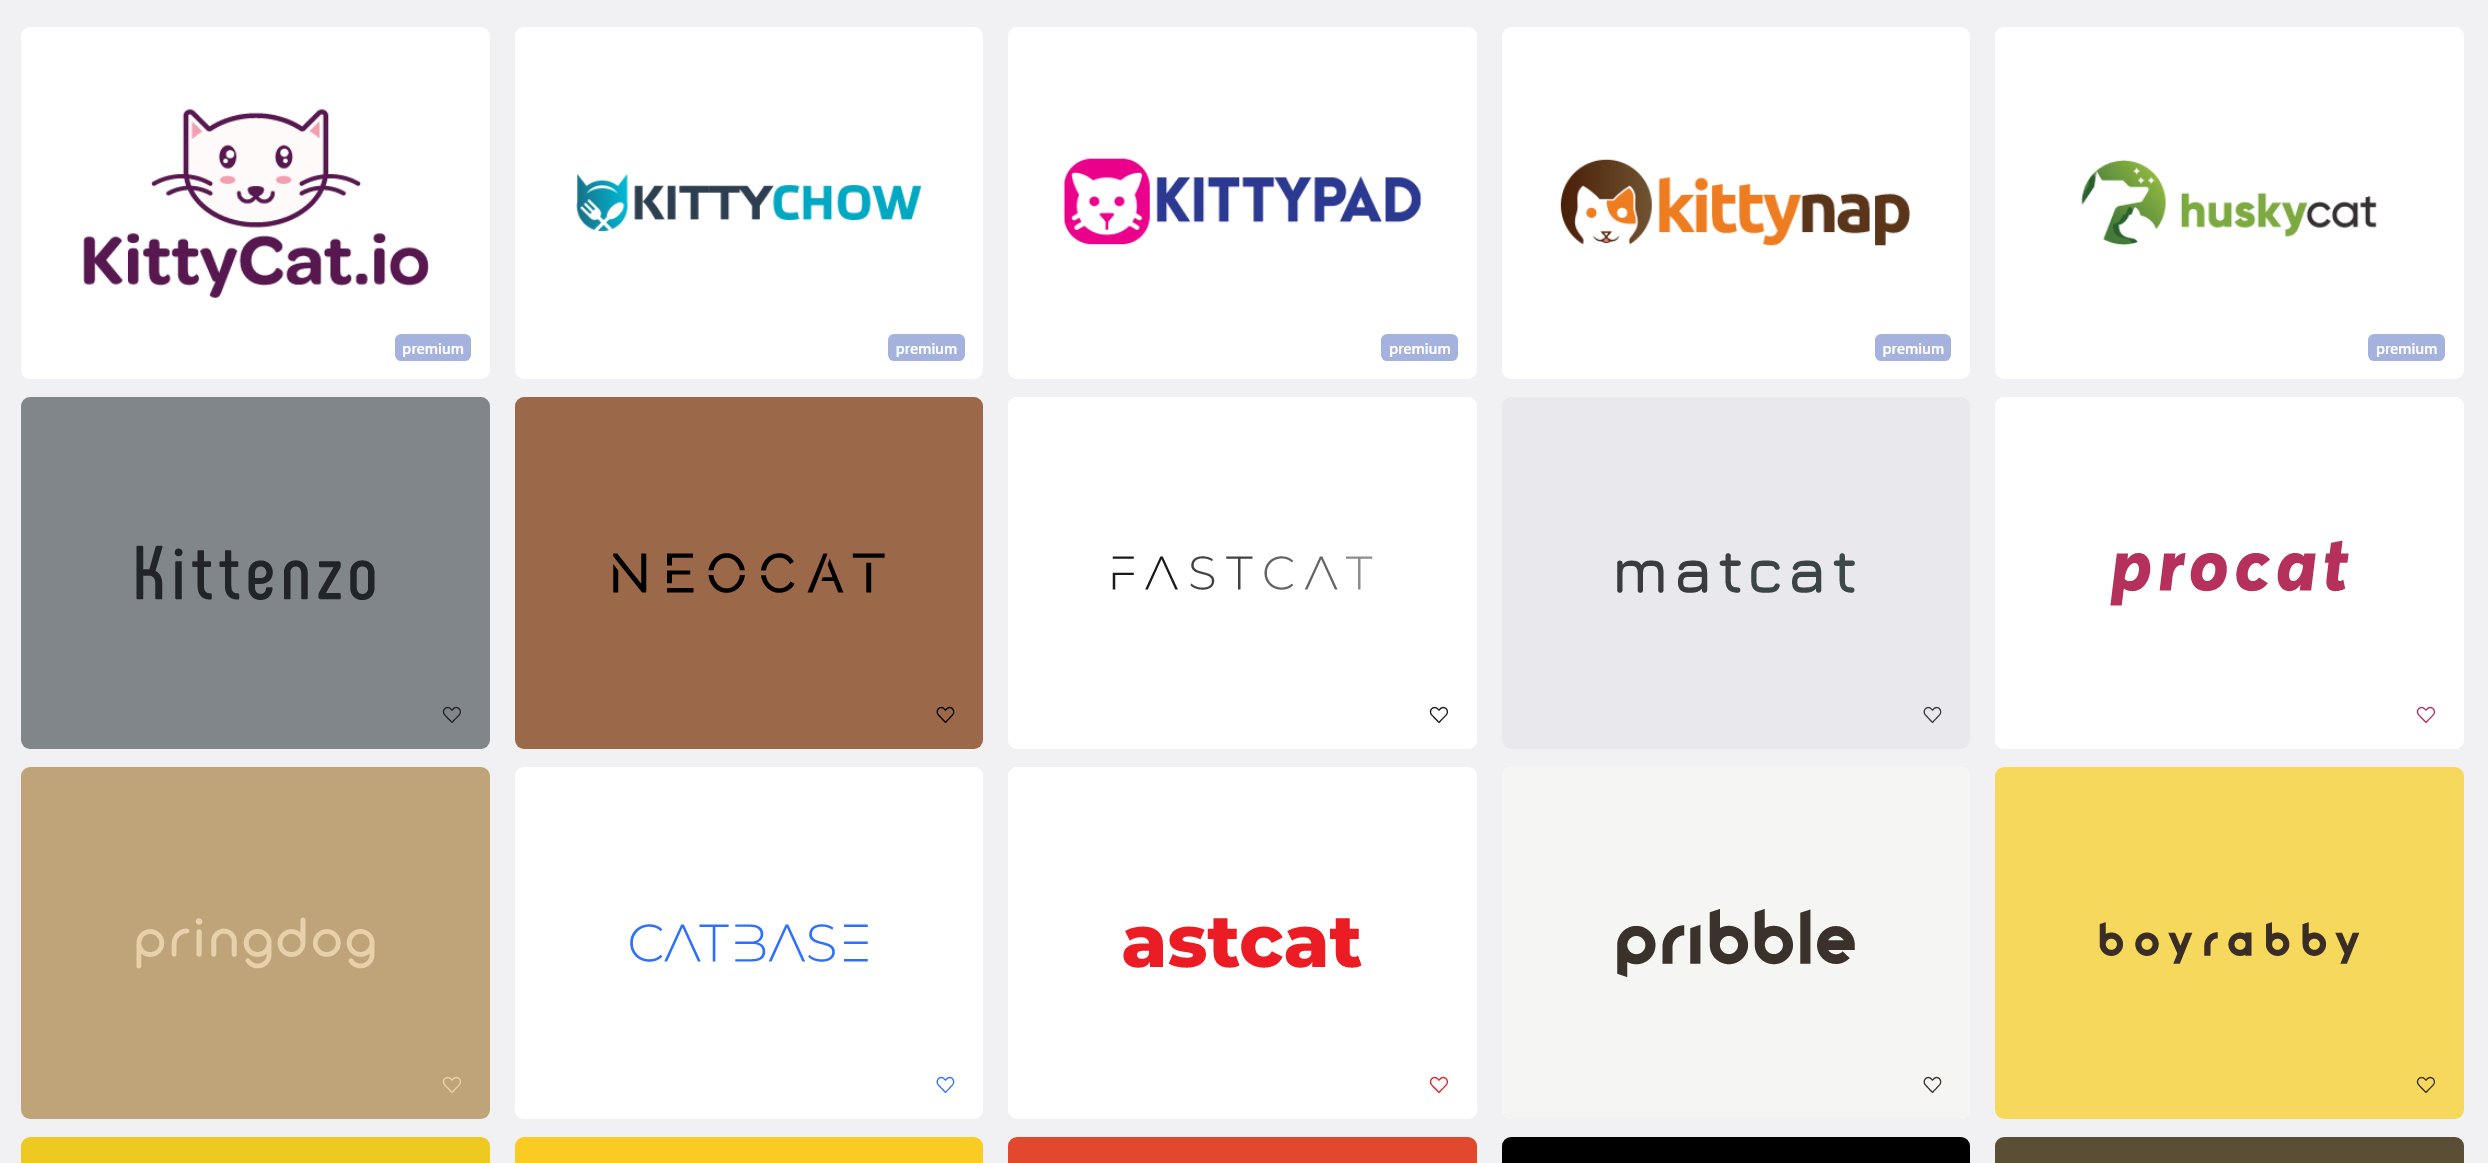 KittyCat.io
KITTYCHOW
KITTYPAD
kittynap
huskycat
premium
premium
premium
premium
premium
Kittenzo
NEOCAT
FASTCAT
matcat
procat
pringdog
CATBASE
astcat
pribble
boyrabby